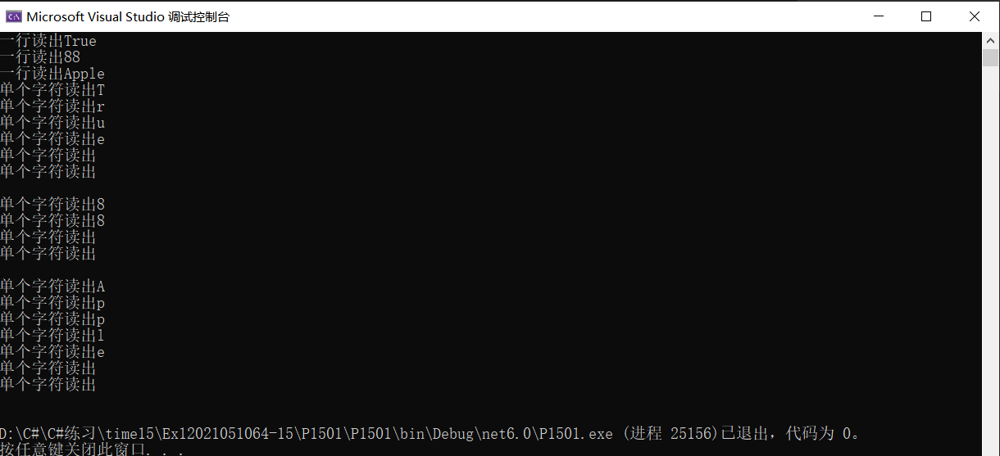 Microsoft Visual Studio 调试控制台
一行读出True
一行读出88
一行读出Apple
单个字符读出T
单个字符读出r
单个字符读出u
单个字符读出e
单个字符读出
单个字符读出
单个字符读出8
单个字符读出8
单个字符读出
单个字符读出
单个字符读出A
单个字符读出p
单个字符读出p
单个字符读出l
单个字符读出e
单个字符读出
单个字符读出
D:\C#\C#练习\time15\Ex12021051064-15\P1501\P1501\bin\Debug\net6.0\P1501.exe (进程 25156)已退出，代码为 0。
按任意键关闭此窗口. . .